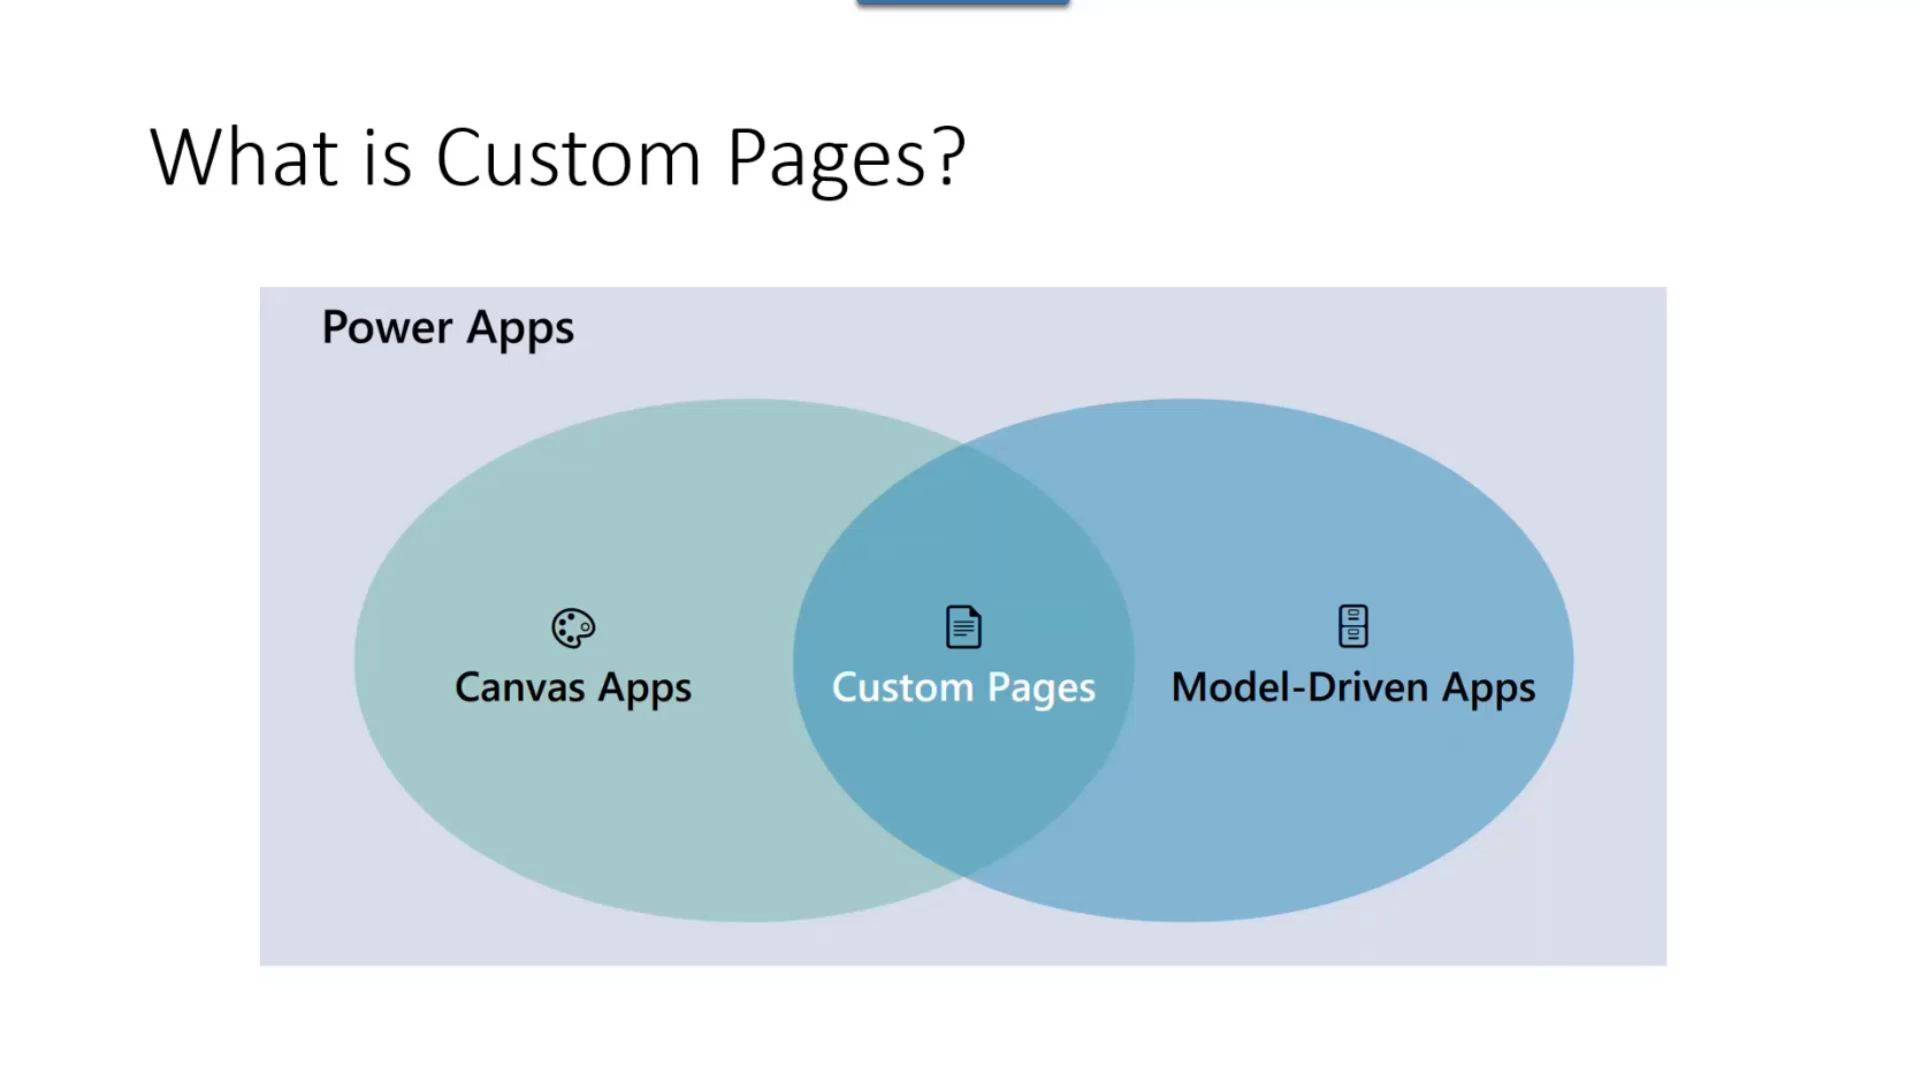 What is Custom Pages?
Power Apps
Canvas Apps
Custom Pages
Model-Driven Apps